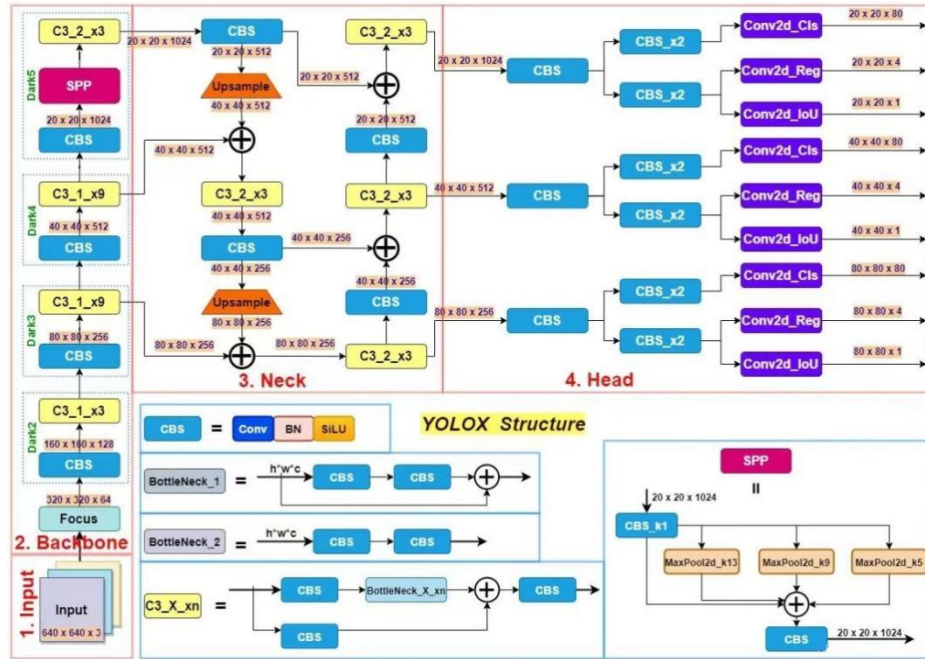 C3_2_x3
SPP
20 x 20 x 1024
CBS
Dark5
C3_1_x9
40 x 40 x 512
CBS
Dark4
C3_1_x9
80 x 80 x 256
CBS
Dark3
C3_1_x3
160 x 160 x 128
CBS
Dark2
320 x 320 x 64
Focus
2. Backbone
1. Input
Input
640 x 640 x 3
20 x 20 x 1024
CBS
20 x 20 x 512
Upsample
40 x 40 x 512
40 x 40 x 512
C3_2_x3
40 x 40 x 512
CBS
40 x 40 x 256
40 x 40 x 256
Upsample
80 x 80 x 256
80 x 80 x 256
80 x 80 x 256
C3_2_x3
20 x 20 x 512
20 x 20 x 512
CBS
C3_2_x3
40 x 40 x 256
CBS
C3_2_x3
3. Neck
20 x 20 x 1024
CBS
CBS_x2
CBS_x2
Conv2d_Cls
20 x 20 x 80
Conv2d_Reg
20 x 20 x 4
Conv2d_IoU
20 x 20 x 1
40 x 40 x 512
CBS
CBS_x2
CBS_x2
Conv2d_Cls
40 x 40 x 80
Conv2d_Reg
40 x 40 x 4
Conv2d_IoU
40 x 40 x 1
80 x 80 x 256
CBS
CBS_x2
CBS_x2
Conv2d_Cls
80 x 80 x 80
Conv2d_Reg
80 x 80 x 4
Conv2d_IoU
80 x 80 x 1
4. Head
CBS = Conv BN SiLU
YOLOX Structure
BottleNeck_1 = h*w*c CBS CBS
BottleNeck_2 = h*w*c CBS CBS
C3_X_xn = CBS BottleNeck_X_xn CBS
CBS
SPP
=
20 x 20 x 1024
CBS_k1
MaxPool2d_k13 MaxPool2d_k9 MaxPool2d_k5
CBS
20 x 20 x 1024